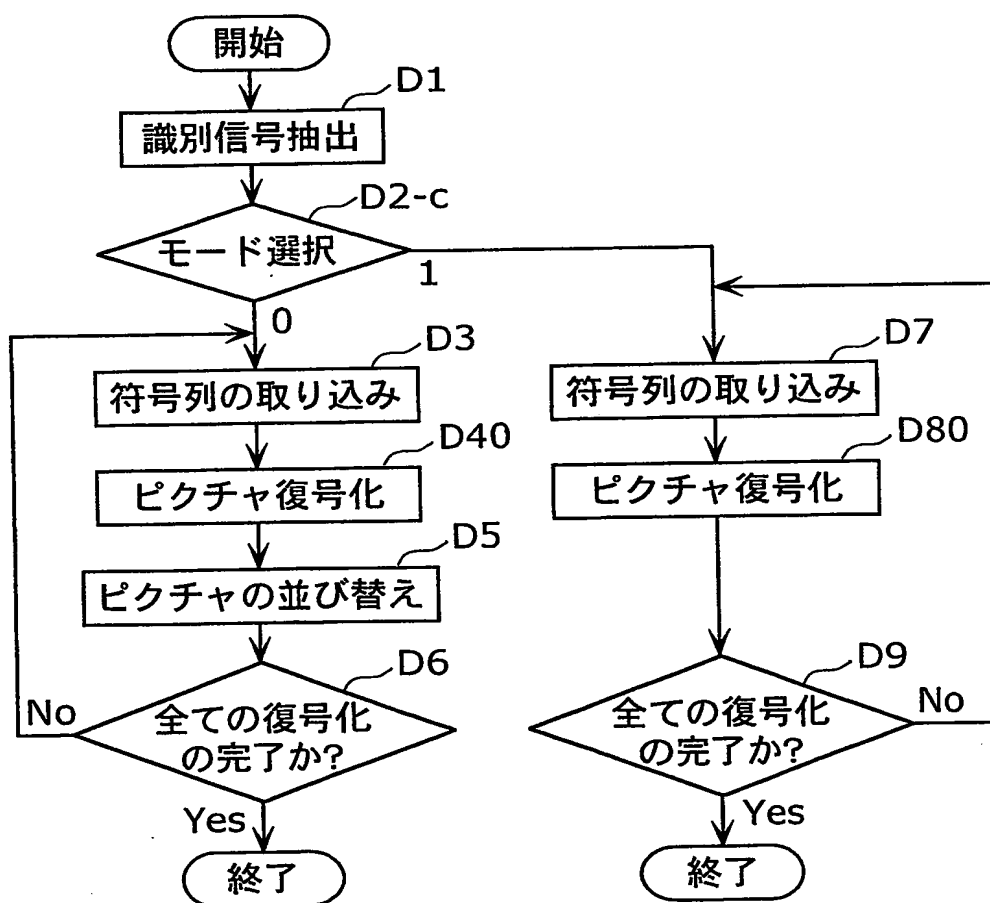 開始
D1
識別信号抽出
D2-c
モード選択
1
0
D3
符号列の取り込み
D40
ピクチャ復号化
D5
ピクチャの並び替え
D6
全ての復号化
の完了か?
No
Yes
終了
D7
符号列の取り込み
D80
ピクチャ復号化
D9
全ての復号化
の完了か?
No
Yes
終了